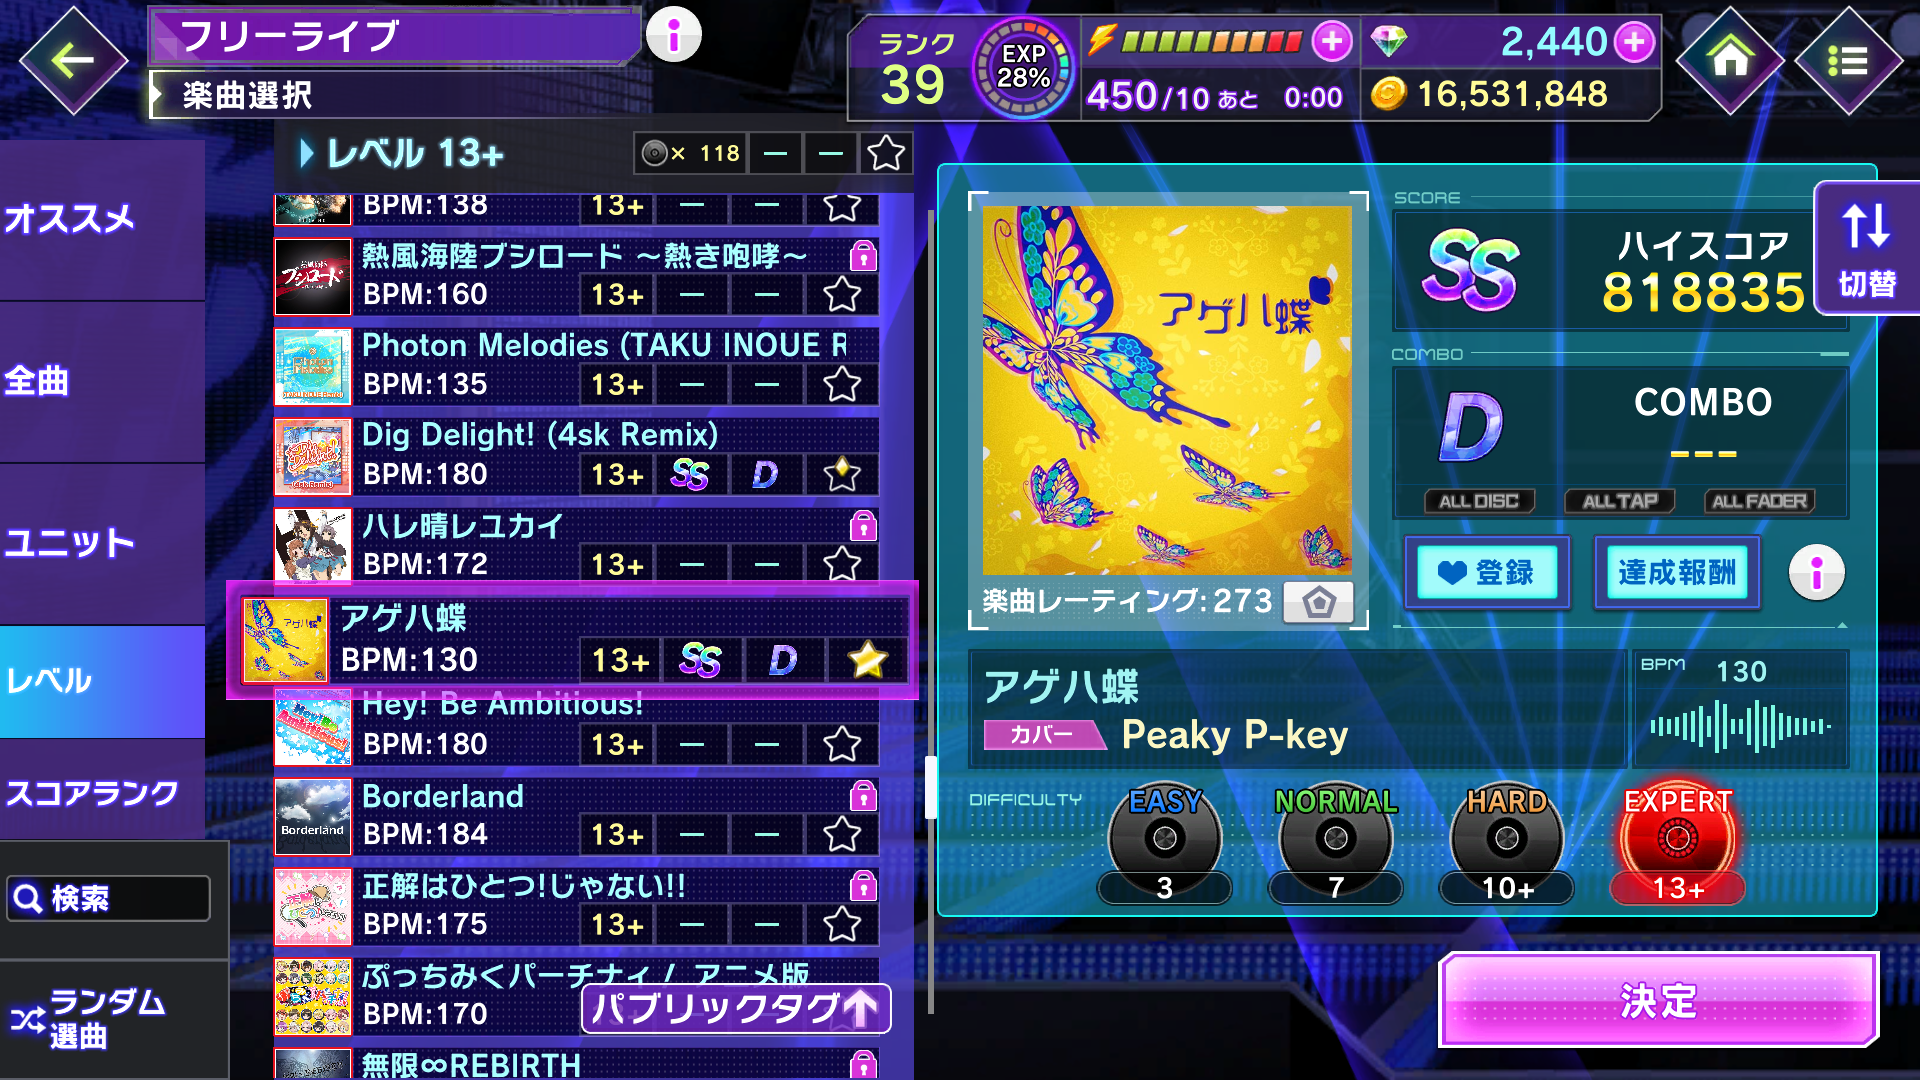 フリーライブ
楽曲選択
ランク
39
EXP
28%
450/10 あと 0:00
2,440
16,531,848
オススメ
全曲
ユニット
レベル
スコアランク
検索
ランダム
選曲
レベル 13+
× 118
BPM:138
13+
熱風海陸ブシロード ～熱き咆哮～
BPM:160
13+
Photon Melodies (TAKU INOUE R
BPM:135
13+
Dig Delight! (4sk Remix)
BPM:180
13+
SS
D
ハレ晴レユカイ
BPM:172
13+
アゲハ蝶
BPM:130
13+
SS
D
Hey! Be Ambitious!
BPM:180
13+
Borderland
Borderland
BPM:184
13+
正解はひとつ!じゃない!!
BPM:175
13+
ぷっちみくパーチナィ / アニメ版
BPM:170
パブリックタグ
無限∞REBIRTH
アゲハ蝶
楽曲レーティング:273
SCORE
SS
ハイスコア
818835
切替
COMBO
D
COMBO
ALL DISC
ALL TAP
ALL FADER
登録
達成報酬
アゲハ蝶
カバー
Peaky P-key
BPM 130
DIFFICULTY
EASY
3
NORMAL
7
HARD
10+
EXPERT
13+
決定